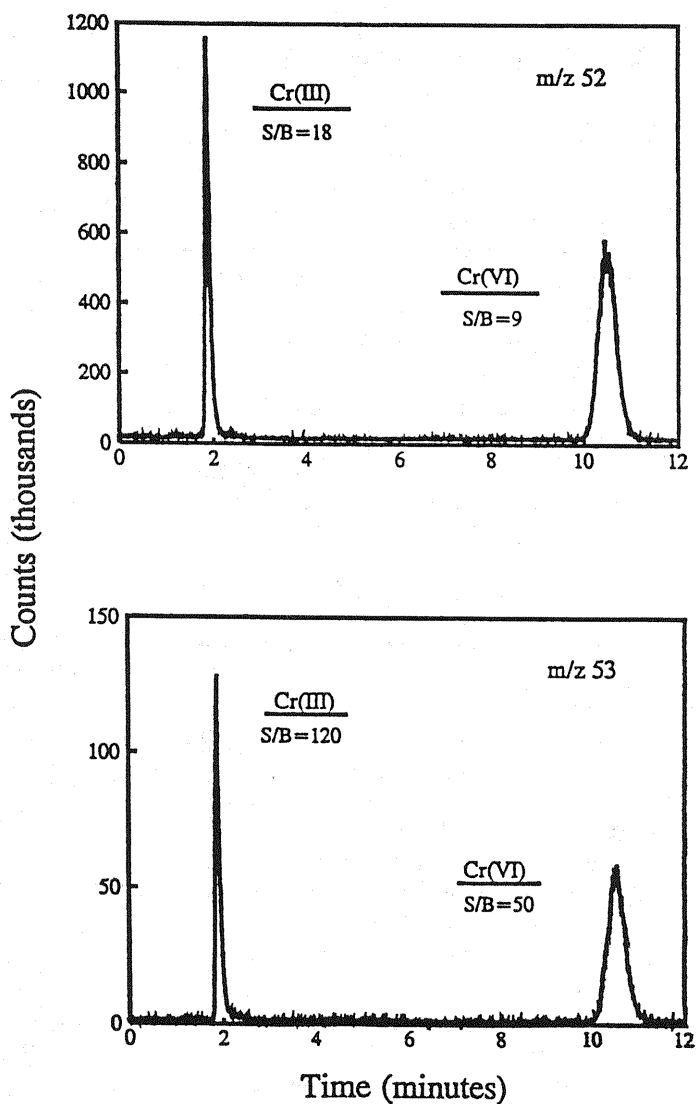 Counts (thousands)
1200
1000
800
600
400
200
0
m/z 52
Cr(III)
S/B=18
Cr(VI)
S/B=9
0 2 4 6 8 10 12
150
100
50
0
m/z 53
Cr(III)
S/B=120
Cr(VI)
S/B=50
0 2 4 6 8 10 12
Time (minutes)